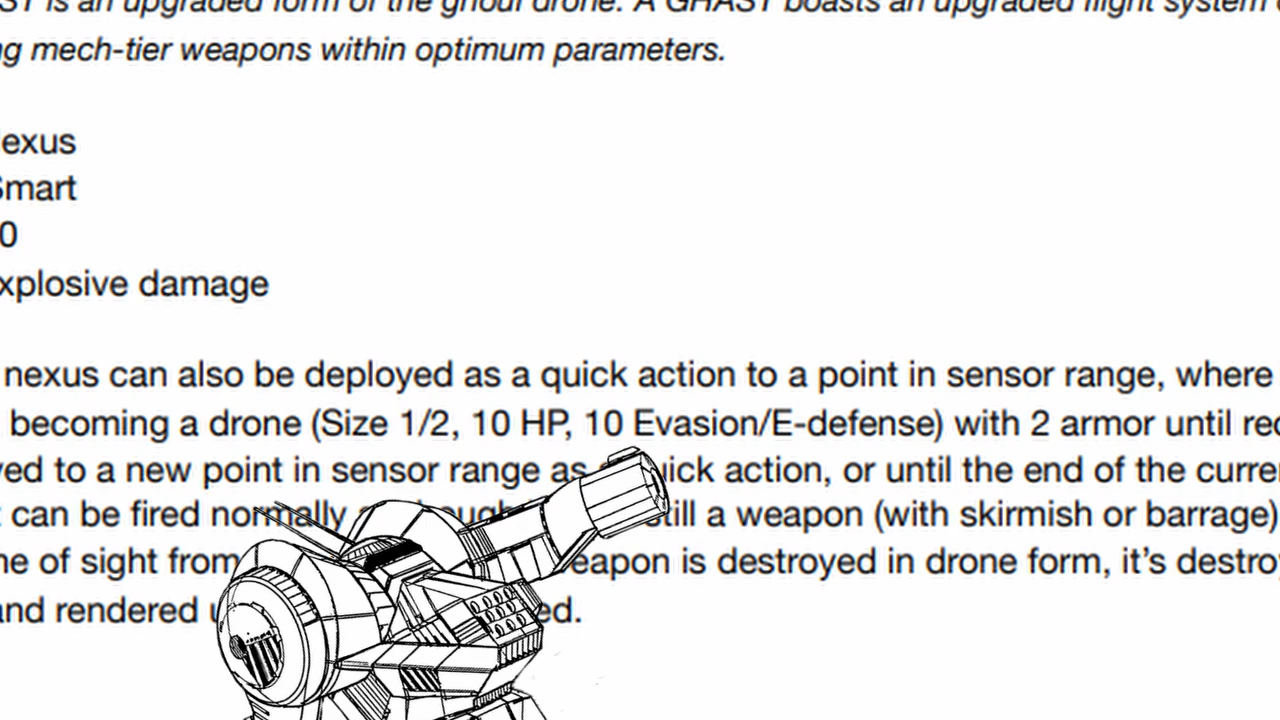 ST is an upgraded form of the ghoul drone. A GHAST boasts an upgraded flight system
ng mech-tier weapons within optimum parameters.
exus
Smart
0
xplosive damage
nexus can also be deployed as a quick action to a point in sensor range, where
becoming a drone (Size 1/2, 10 HP, 10 Evasion/E-defense) with 2 armor until rec
ved to a new point in sensor range as ick action, or until the end of the curre
can be fired normally still a weapon (with skirmish or barrage)
ne of sight from eapon is destroyed in drone form, it’s destro
and rendered ed.